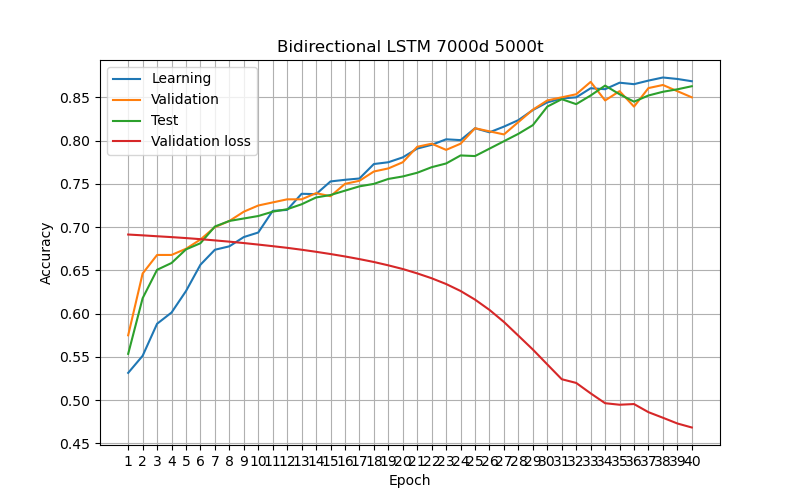 Bidirectional LSTM 7000d 5000t
Learning
Validation
Test
Validation loss
Accuracy
0.85
0.80
0.75
0.70
0.65
0.60
0.55
0.50
0.45
1 2 3 4 5 6 7 8 9 10 11 12 13 14 15 16 17 18 19 20 21 22 23 24 25 26 27 28 29 30 31 32 33 34 35 36 37 38 39 40
Epoch